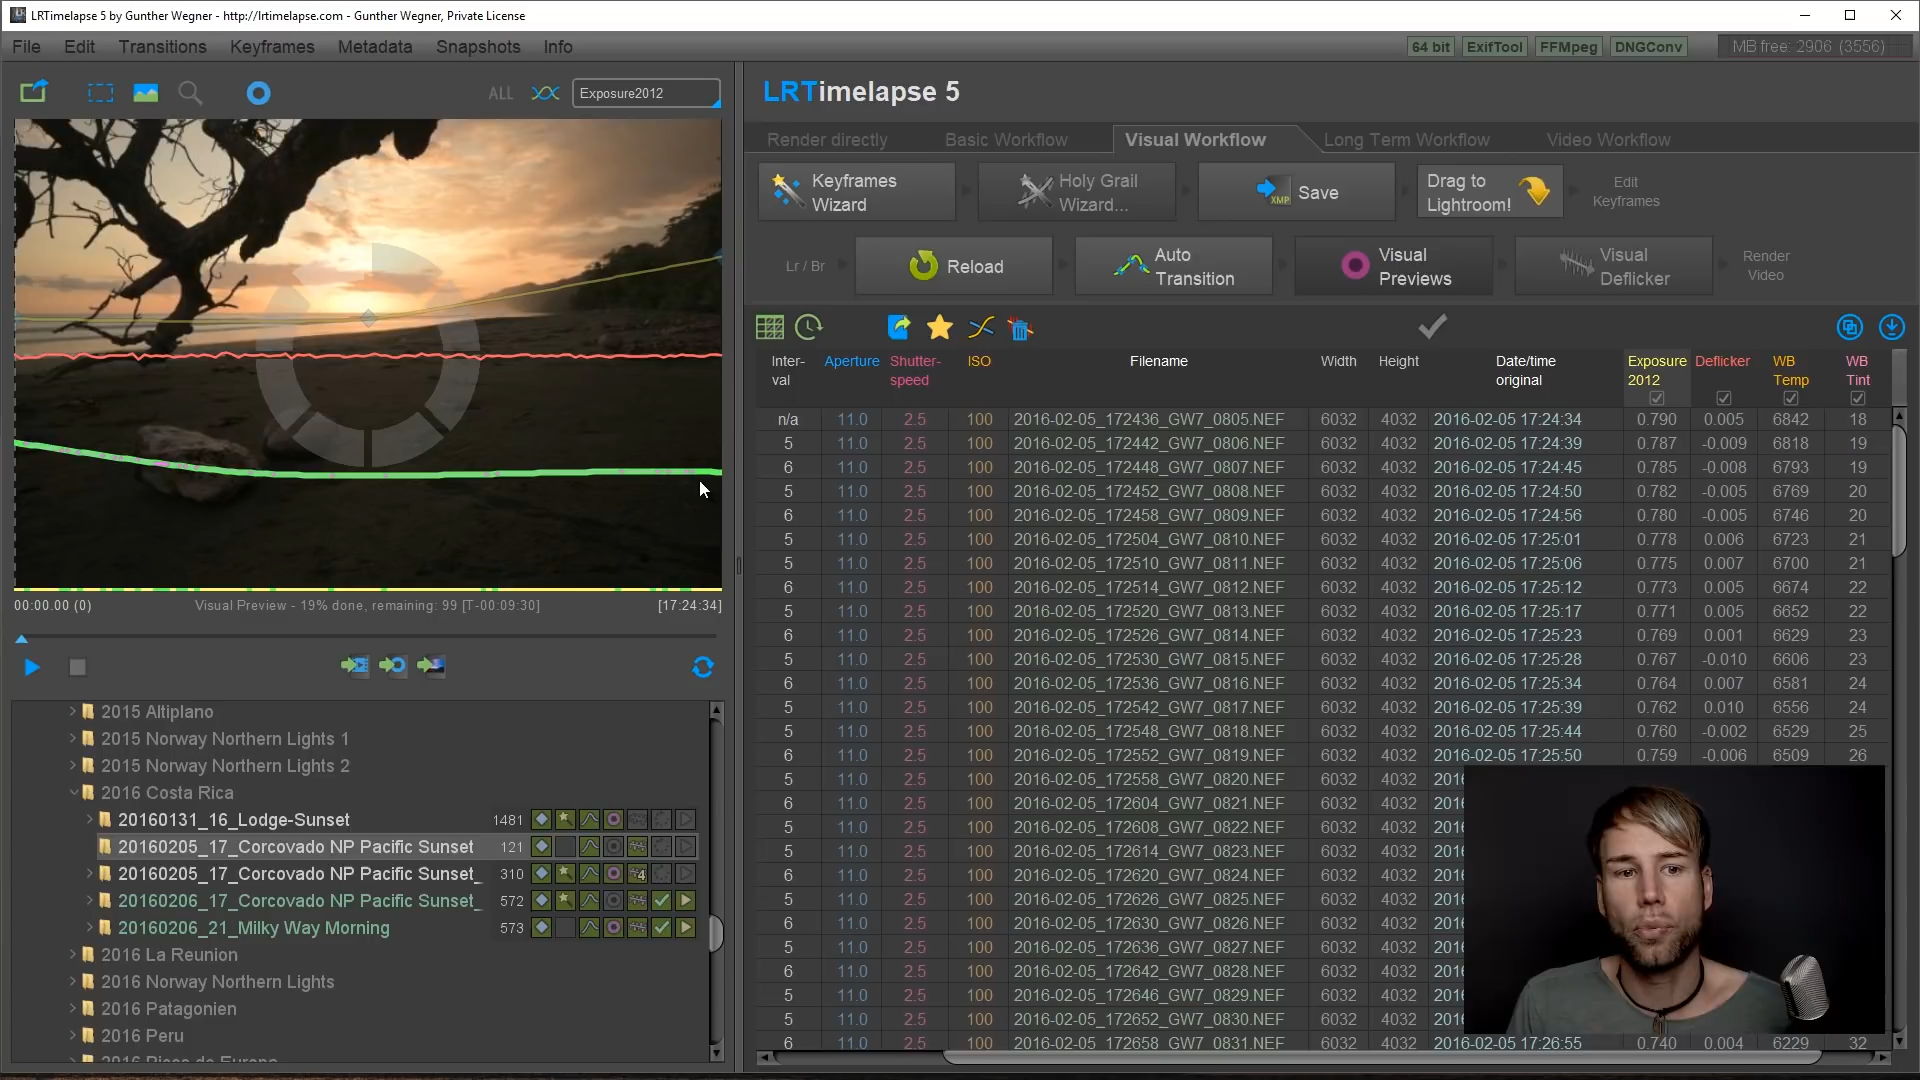 LRTimelapse 5 by Gunther Wegner - http://lrtimelapse.com - Gunther Wegner, Private License
File Edit Transitions Keyframes Metadata Snapshots Info
64 bit ExifTool FFMpeg DNGConv MB free: 2906 (3556)
ALL Exposure2012
LRTimelapse 5
Render directly Basic Workflow Visual Workflow Long Term Workflow Video Workflow
Keyframes Wizard
Holy Grail Wizard...
XMP Save
Drag to Lightroom!
Edit Keyframes
Lr / Br
Reload
Auto Transition
Visual Previews
Visual Deflicker
Render Video
Inter-val Aperture Shutter-speed ISO Filename Width Height Date/time original Exposure 2012 Deflicker WB Temp WB Tint
n/a 11.0 2.5 100 2016-02-05_172436_GW7_0805.NEF 6032 4032 2016-02-05 17:24:34 0.790 0.005 6842 18
5 11.0 2.5 100 2016-02-05_172442_GW7_0806.NEF 6032 4032 2016-02-05 17:24:39 0.787 -0.009 6818 19
6 11.0 2.5 100 2016-02-05_172448_GW7_0807.NEF 6032 4032 2016-02-05 17:24:45 0.785 -0.008 6793 19
5 11.0 2.5 100 2016-02-05_172452_GW7_0808.NEF 6032 4032 2016-02-05 17:24:50 0.782 -0.005 6769 20
6 11.0 2.5 100 2016-02-05_172458_GW7_0809.NEF 6032 4032 2016-02-05 17:24:56 0.780 -0.005 6746 20
5 11.0 2.5 100 2016-02-05_172504_GW7_0810.NEF 6032 4032 2016-02-05 17:25:01 0.778 0.006 6723 21
5 11.0 2.5 100 2016-02-05_172510_GW7_0811.NEF 6032 4032 2016-02-05 17:25:06 0.775 0.007 6700 21
6 11.0 2.5 100 2016-02-05_172514_GW7_0812.NEF 6032 4032 2016-02-05 17:25:12 0.773 0.005 6674 22
5 11.0 2.5 100 2016-02-05_172520_GW7_0813.NEF 6032 4032 2016-02-05 17:25:17 0.771 0.005 6652 22
6 11.0 2.5 100 2016-02-05_172526_GW7_0814.NEF 6032 4032 2016-02-05 17:25:23 0.769 0.001 6629 23
5 11.0 2.5 100 2016-02-05_172530_GW7_0815.NEF 6032 4032 2016-02-05 17:25:28 0.767 -0.010 6606 23
6 11.0 2.5 100 2016-02-05_172536_GW7_0816.NEF 6032 4032 2016-02-05 17:25:34 0.764 0.007 6581 24
5 11.0 2.5 100 2016-02-05_172542_GW7_0817.NEF 6032 4032 2016-02-05 17:25:39 0.762 0.010 6556 24
5 11.0 2.5 100 2016-02-05_172548_GW7_0818.NEF 6032 4032 2016-02-05 17:25:44 0.760 -0.002 6529 25
6 11.0 2.5 100 2016-02-05_172552_GW7_0819.NEF 6032 4032 2016-02-05 17:25:50 0.759 -0.006 6509 26
5 11.0 2.5 100 2016-02-05_172558_GW7_0820.NEF 6032 4032 2016
6 11.0 2.5 100 2016-02-05_172604_GW7_0821.NEF 6032 4032 2016
5 11.0 2.5 100 2016-02-05_172608_GW7_0822.NEF 6032 4032 2016
5 11.0 2.5 100 2016-02-05_172614_GW7_0823.NEF 6032 4032 2016
6 11.0 2.5 100 2016-02-05_172620_GW7_0824.NEF 6032 4032 2016
5 11.0 2.5 100 2016-02-05_172626_GW7_0825.NEF 6032 4032 2016
6 11.0 2.5 100 2016-02-05_172630_GW7_0826.NEF 6032 4032 2016
5 11.0 2.5 100 2016-02-05_172636_GW7_0827.NEF 6032 4032 2016
6 11.0 2.5 100 2016-02-05_172642_GW7_0828.NEF 6032 4032 2016
5 11.0 2.5 100 2016-02-05_172646_GW7_0829.NEF 6032 4032 2016
5 11.0 2.5 100 2016-02-05_172652_GW7_0830.NEF 6032 4032 2016
6 11.0 2.5 100 2016-02-05_172658_GW7_0831.NEF 6032 4032 2016-02-05 17:26:55 0.740 0.004 6229 32
00:00.00 (0) Visual Preview - 19% done, remaining: 99 [T-00:09:30] [17:24:34]
2015 Altiplano
2015 Norway Northern Lights 1
2015 Norway Northern Lights 2
2016 Costa Rica
20160131_16_Lodge-Sunset 1481
20160205_17_Corcovado NP Pacific Sunset 121
20160205_17_Corcovado NP Pacific Sunset_ 310 4
20160206_17_Corcovado NP Pacific Sunset_ 572
20160206_21_Milky Way Morning 573
2016 La Reunion
2016 Norway Northern Lights
2016 Patagonien
2016 Peru
2016 Picos de Europa